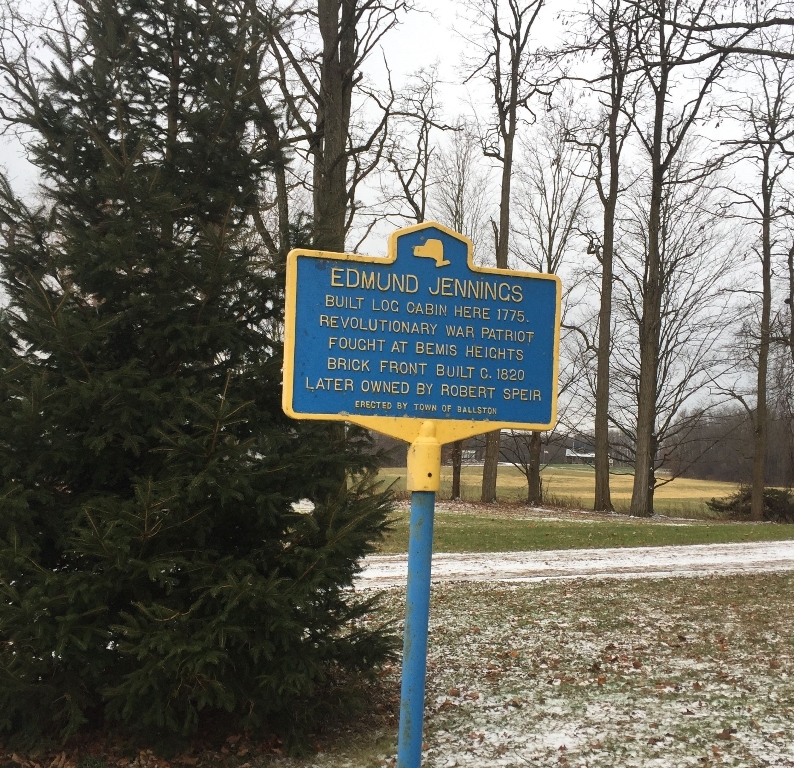 EDMUND JENNINGS
BUILT LOG CABIN HERE 1775.
REVOLUTIONARY WAR PATRIOT
FOUGHT AT BEMIS HEIGHTS
BRICK FRONT BUILT C. 1820
LATER OWNED BY ROBERT SPEIR
ERECTED BY TOWN OF BALLSTON